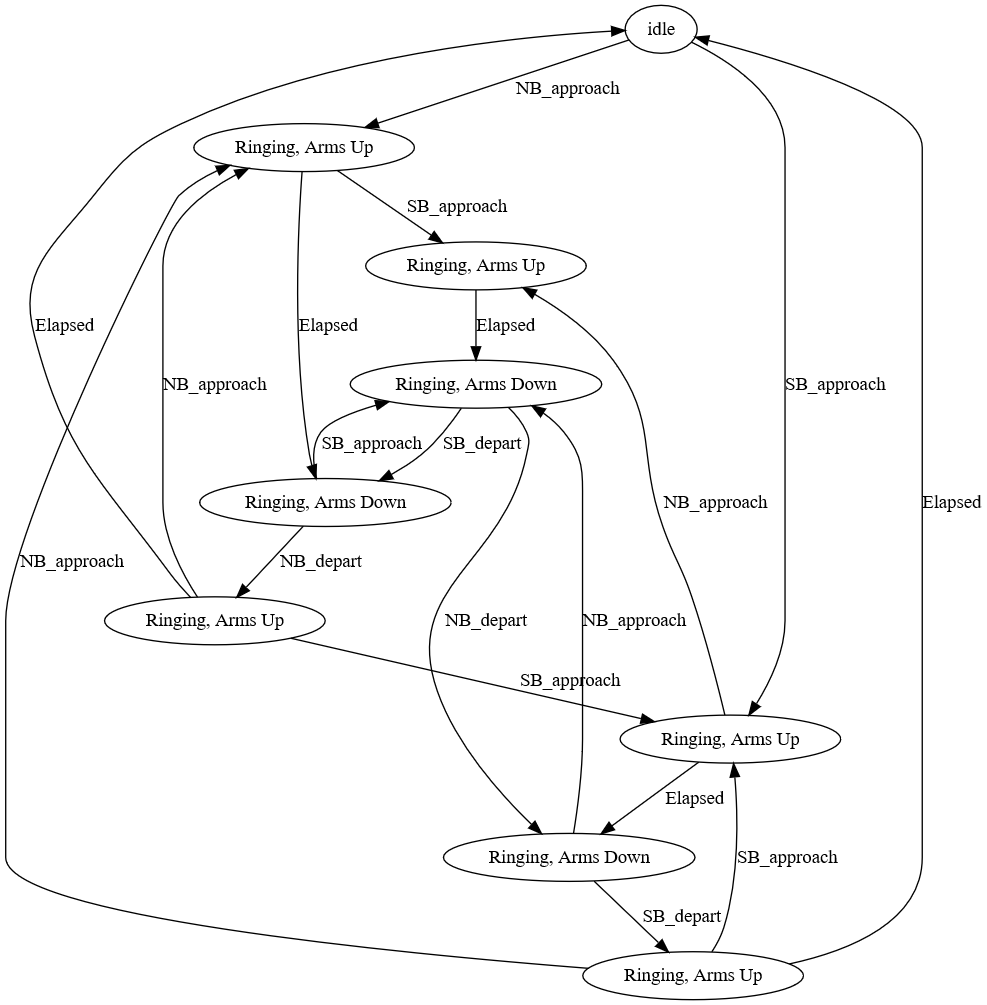 idle
NB_approach
Ringing, Arms Up
SB_approach
Ringing, Arms Up
Elapsed
Elapsed
Elapsed
Ringing, Arms Down
NB_approach
SB_approach
SB_approach
SB_depart
Ringing, Arms Down
NB_approach
Elapsed
NB_approach
NB_depart
Ringing, Arms Up
NB_depart
NB_approach
SB_approach
Ringing, Arms Up
Elapsed
Ringing, Arms Down
SB_approach
SB_depart
Ringing, Arms Up